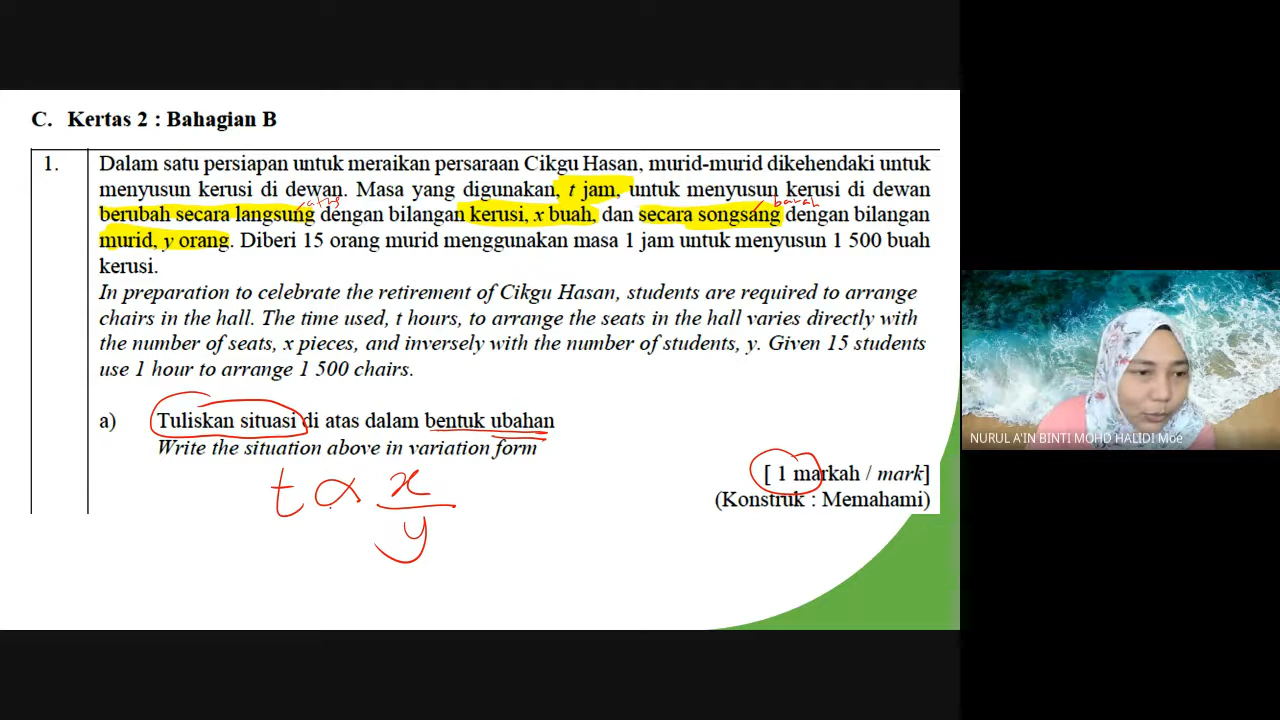 C. Kertas 2 : Bahagian B
1.
Dalam satu persiapan untuk meraikan persaraan Cikgu Hasan, murid-murid dikehendaki untuk
menyusun kerusi di dewan. Masa yang digunakan, t jam, untuk menyusun kerusi di dewan
atas
barah
berubah secara langsung dengan bilangan kerusi, x buah, dan secara songsang dengan bilangan
murid, y orang. Diberi 15 orang murid menggunakan masa 1 jam untuk menyusun 1 500 buah
kerusi.
In preparation to celebrate the retirement of Cikgu Hasan, students are required to arrange
chairs in the hall. The time used, t hours, to arrange the seats in the hall varies directly with
the number of seats, x pieces, and inversely with the number of students, y. Given 15 students
use 1 hour to arrange 1 500 chairs.
a) Tuliskan situasi di atas dalam bentuk ubahan
Write the situation above in variation form
[ 1 markah / mark]
(Konstruk : Memahami)
t ∝ x
y
NURUL A'IN BINTI MOHD HALIDI Moe